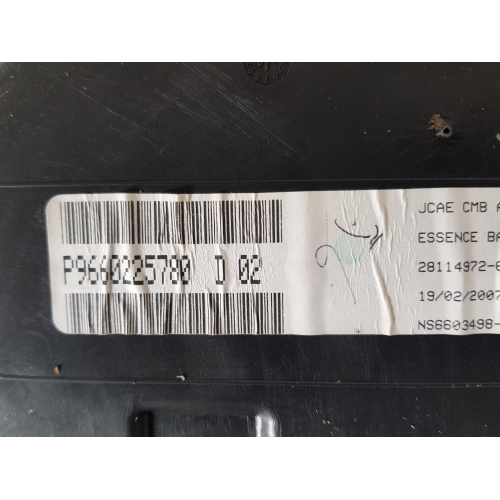 P9660225780 D 02
JCAE CMB
ESSENCE BA
28114972-
19/02/2007
NS6603498-